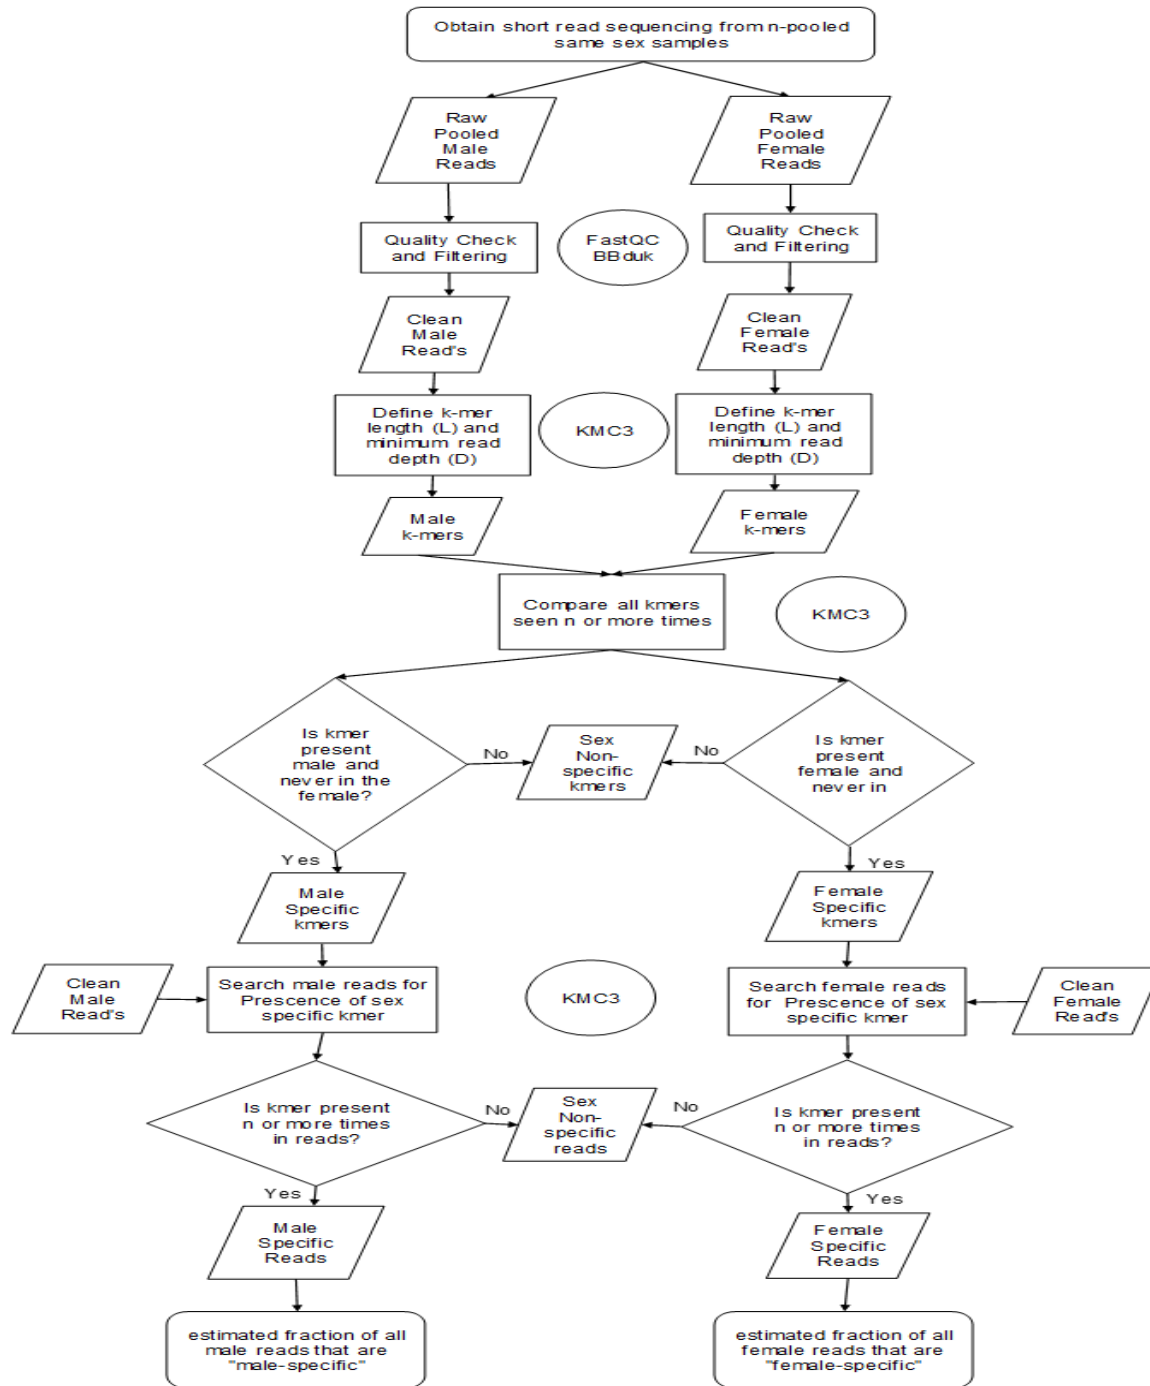 Obtain short read sequencing from n-pooled
same sex samples
Raw
Pooled
Male
Reads
Raw
Pooled
Female
Reads
Quality Check
and Filtering
FastQC
BBduk
Quality Check
and Filtering
Clean
Male
Read's
Clean
Female
Read's
Define k-mer
length (L) and
minimum read
depth (D)
KMC3
Define k-mer
length (L) and
minimum read
depth (D)
Male
k-mers
Female
k-mers
Compare all kmers
seen n or more times
KMC3
Is kmer
present
male and
never in the
female?
No
Sex
Non-
specific
kmers
No
Is kmer
present
female and
never in
Yes
Yes
Male
Specific
kmers
Female
Specific
kmers
Clean
Male
Read's
Search male reads for
Prescence of sex
specific kmer
KMC3
Search female reads
for Prescence of sex
specific kmer
Clean
Female
Read's
Is kmer present
n or more times
in reads?
No
Sex
Non-
specific
reads
No
Is kmer present
n or more times
in reads?
Yes
Yes
Male
Specific
Reads
Female
Specific
Reads
estimated fraction of all
male reads that are
"male-specific"
estimated fraction of all
female reads that are
"female-specific"